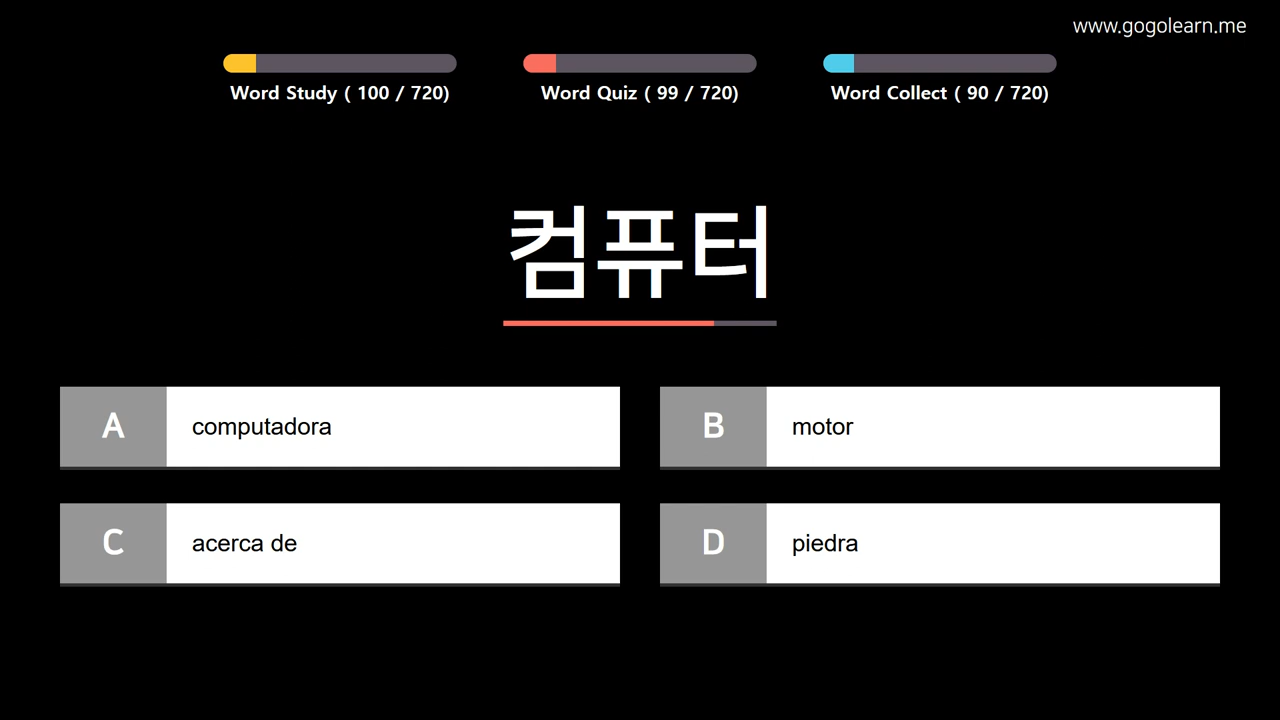 www.gogolearn.me
Word Study ( 100 / 720)
Word Quiz ( 99 / 720)
Word Collect ( 90 / 720)
컴퓨터
A computadora
B motor
C acerca de
D piedra